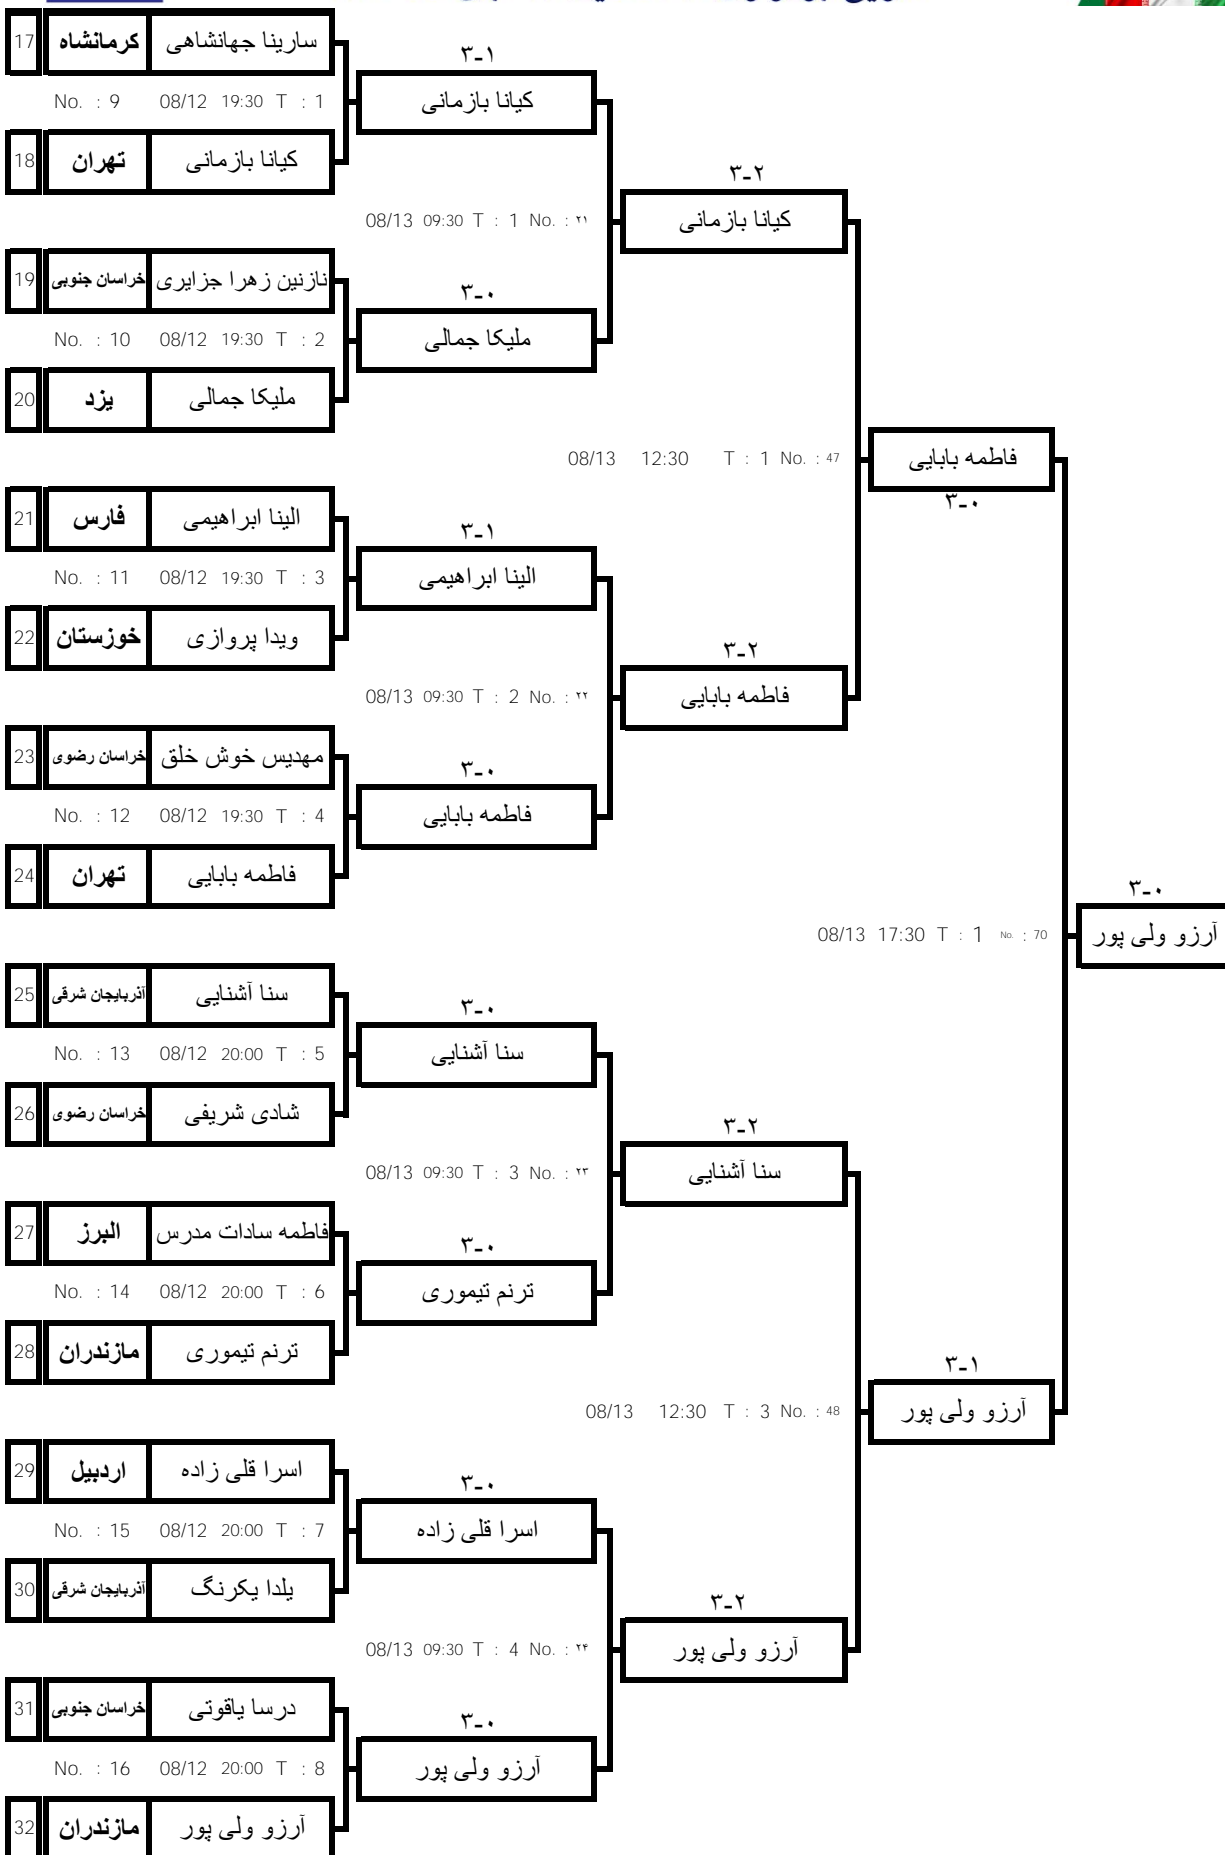 17 کرمانشاه سارینا جهانشاهی
۳-۱
کیانا بازمانی
No. : 9 08/12 19:30 T : 1
18 تهران کیانا بازمانی
۳-۲
کیانا بازمانی
08/13 09:30 T : 1 No. : ۲۱
19 خراسان جنوبی نازنین زهرا جزایری
۳-۰
ملیکا جمالی
No. : 10 08/12 19:30 T : 2
20 یزد ملیکا جمالی
08/13 12:30 T : 1 No. : 47
فاطمه بابایی
۳-۰
21 فارس الینا ابراهیمی
۳-۱
الینا ابراهیمی
No. : 11 08/12 19:30 T : 3
22 خوزستان ویدا پروازی
۳-۲
فاطمه بابایی
08/13 09:30 T : 2 No. : ۲۲
23 خراسان رضوی مهدیس خوش خلق
۳-۰
فاطمه بابایی
No. : 12 08/12 19:30 T : 4
24 تهران فاطمه بابایی
۳-۰
آرزو ولی پور
08/13 17:30 T : 1 No. : 70
25 آذربایجان شرقی سنا آشنایی
۳-۰
سنا آشنایی
No. : 13 08/12 20:00 T : 5
26 خراسان رضوی شادی شریفی
۳-۲
سنا آشنایی
08/13 09:30 T : 3 No. : ۲۳
27 البرز فاطمه سادات مدرس
۳-۰
ترنم تیموری
No. : 14 08/12 20:00 T : 6
28 مازندران ترنم تیموری
۳-۱
آرزو ولی پور
08/13 12:30 T : 3 No. : 48
29 اردبیل اسرا قلی زاده
۳-۰
اسرا قلی زاده
No. : 15 08/12 20:00 T : 7
30 آذربایجان شرقی یلدا یکرنگ
۳-۲
آرزو ولی پور
08/13 09:30 T : 4 No. : ۲۴
31 خراسان جنوبی درسا یاقوتی
۳-۰
آرزو ولی پور
No. : 16 08/12 20:00 T : 8
32 مازندران آرزو ولی پور